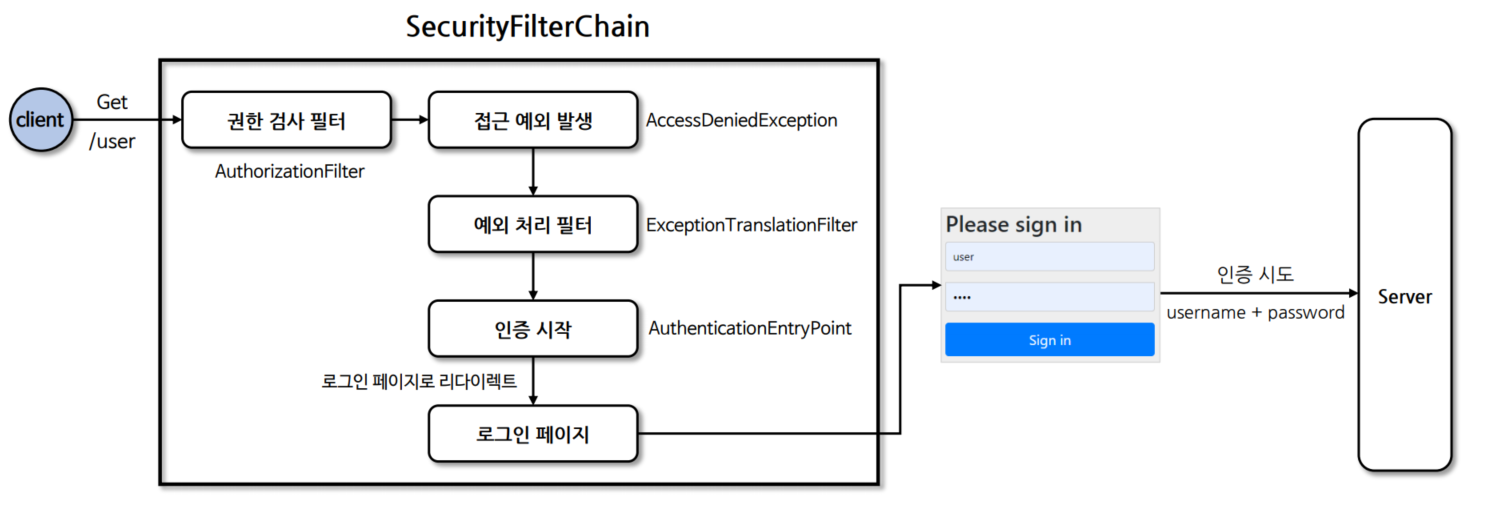 SecurityFilterChain
client
Get
/user
권한 검사 필터
AuthorizationFilter
접근 예외 발생
AccessDeniedException
예외 처리 필터
ExceptionTranslationFilter
인증 시작
AuthenticationEntryPoint
로그인 페이지로 리다이렉트
로그인 페이지
Please sign in
user
••••
Sign in
인증 시도
username + password
Server